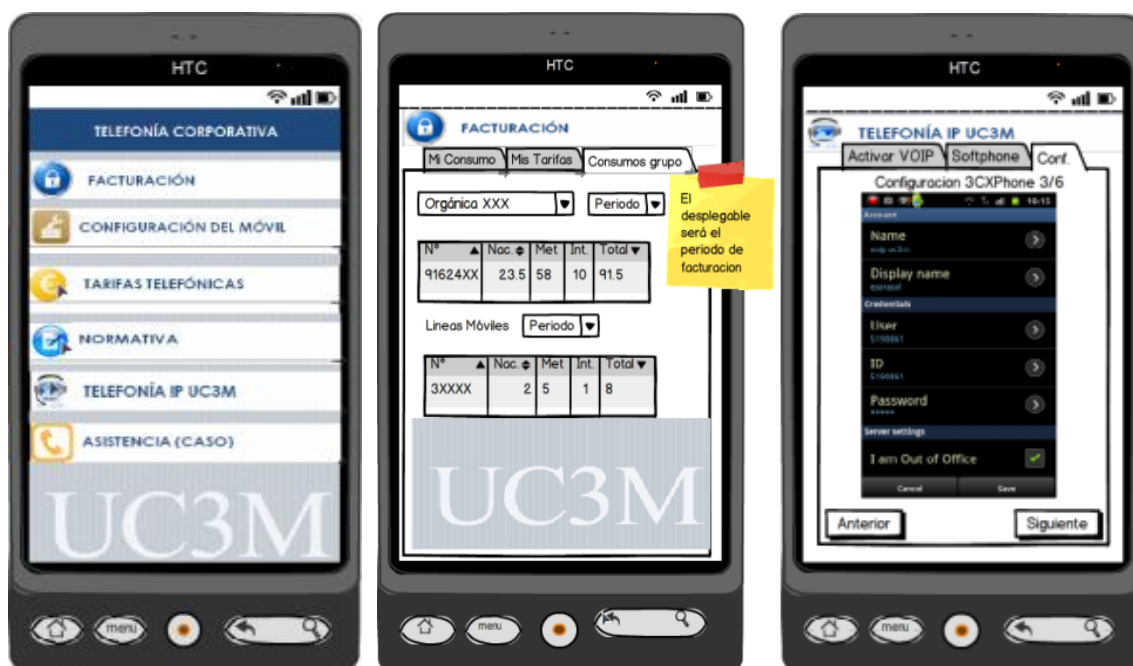 HTC
TELEFONÍA CORPORATIVA
FACTURACIÓN
CONFIGURACIÓN DEL MÓVIL
TARIFAS TELEFÓNICAS
NORMATIVA
TELEFONÍA IP UC3M
ASISTENCIA (CASO)
UC3M
menu
HTC
FACTURACIÓN
Mi Consumo Mis Tarifas Consumos grupo
Orgánica XXX Periodo
Nº Nac. Met Int. Total
91624XX 23.5 58 10 91.5
Lineas Móviles Periodo
Nº Nac. Met Int. Total
3XXXX 2 5 1 8
UC3M
El
desplegable
será el
periodo de
facturacion
menu
HTC
TELEFONÍA IP UC3M
Activar VOIP Softphone Conf.
Configuracion 3CXPhone 3/6
10:15
Account
Name
Display name
Credentials
User
ID
Password
*****
Server settings
I am Out of Office
Cancel Save
Anterior Siguiente
menu